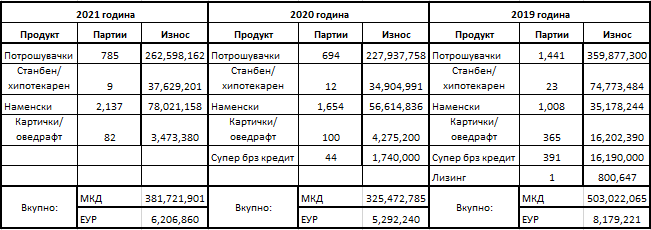 2021 година 2020 година 2019 година
Продукт Партии Износ Продукт Партии Износ Продукт Партии Износ
Потрошувачки 785 262,598,162 Потрошувачки 694 227,937,758 Потрошувачки 1,441 359,877,300
Станбен/ Станбен/ Станбен/
хипотекарен 9 37,629,201 хипотекарен 12 34,904,991 хипотекарен 23 74,773,484
Наменски 2,137 78,021,158 Наменски 1,654 56,614,836 Наменски 1,008 35,178,244
Картички/ Картички/ Картички/
оведрафт 82 3,473,380 оведрафт 100 4,275,200 оведрафт 365 16,202,390
Супер брз кредит 44 1,740,000 Супер брз кредит 391 16,190,000
Лизинг 1 800,647
Вкупно: МКД 381,721,901 Вкупно: МКД 325,472,785 Вкупно: МКД 503,022,065
ЕУР 6,206,860 ЕУР 5,292,240 ЕУР 8,179,221